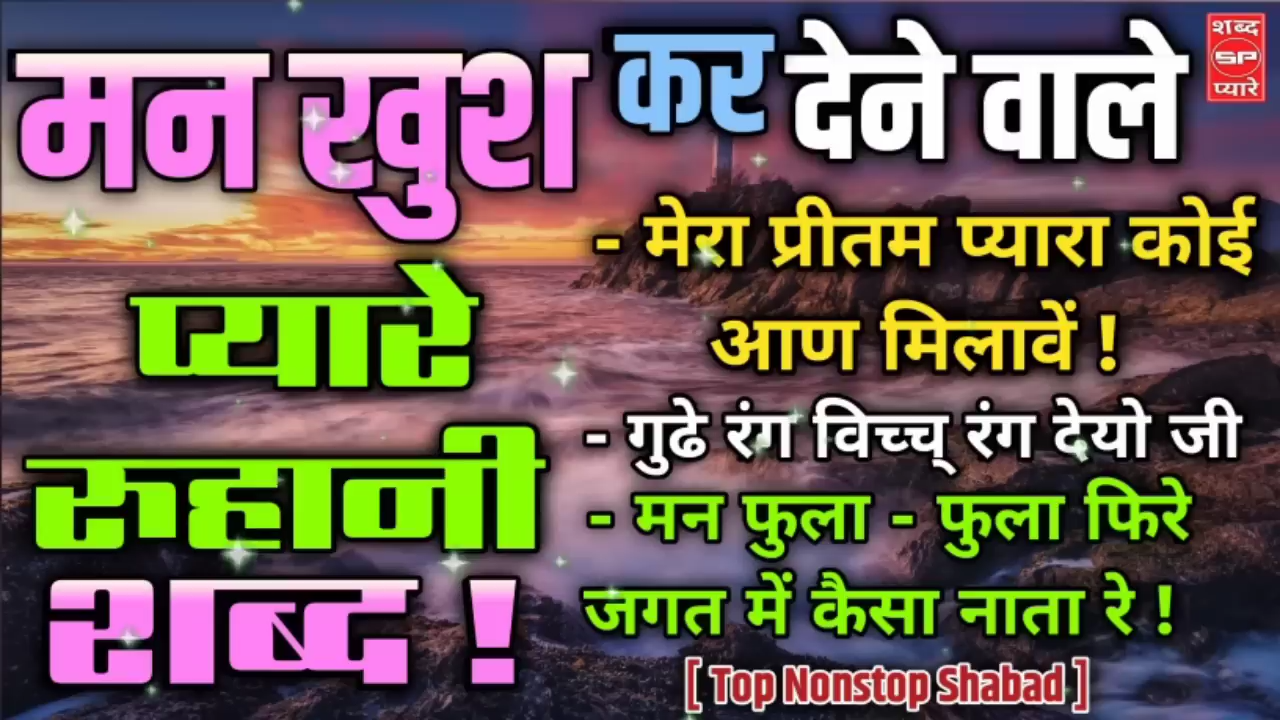 मन खुश कर देने वाले
प्यारे
रुहानी
शब्द !
- मेरा प्रीतम प्यारा कोई
आण मिलावें !
- गुढे रंग विच्च् रंग देयो जी
- मन फुला - फुला फिरे
जगत में कैसा नाता रे !
[ Top Nonstop Shabad ]
शब्द
SP
प्यारे